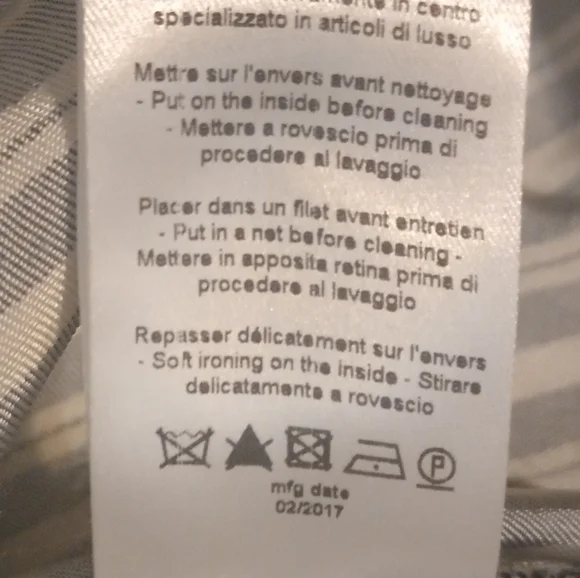 in centro
specializzato in articoli di lusso
Mettre sur l'envers avant nettoyage
- Put on the inside before cleaning
- Mettere a rovescio prima di
procedere al lavaggio
Placer dans un filet avant entretien
- Put in a net before cleaning -
Mettere in apposita retina prima di
procedere al lavaggio
Repasser délicatement sur l'envers
- Soft ironing on the inside - Stirare
delicatamente a rovescio
P
mfg date
02/2017